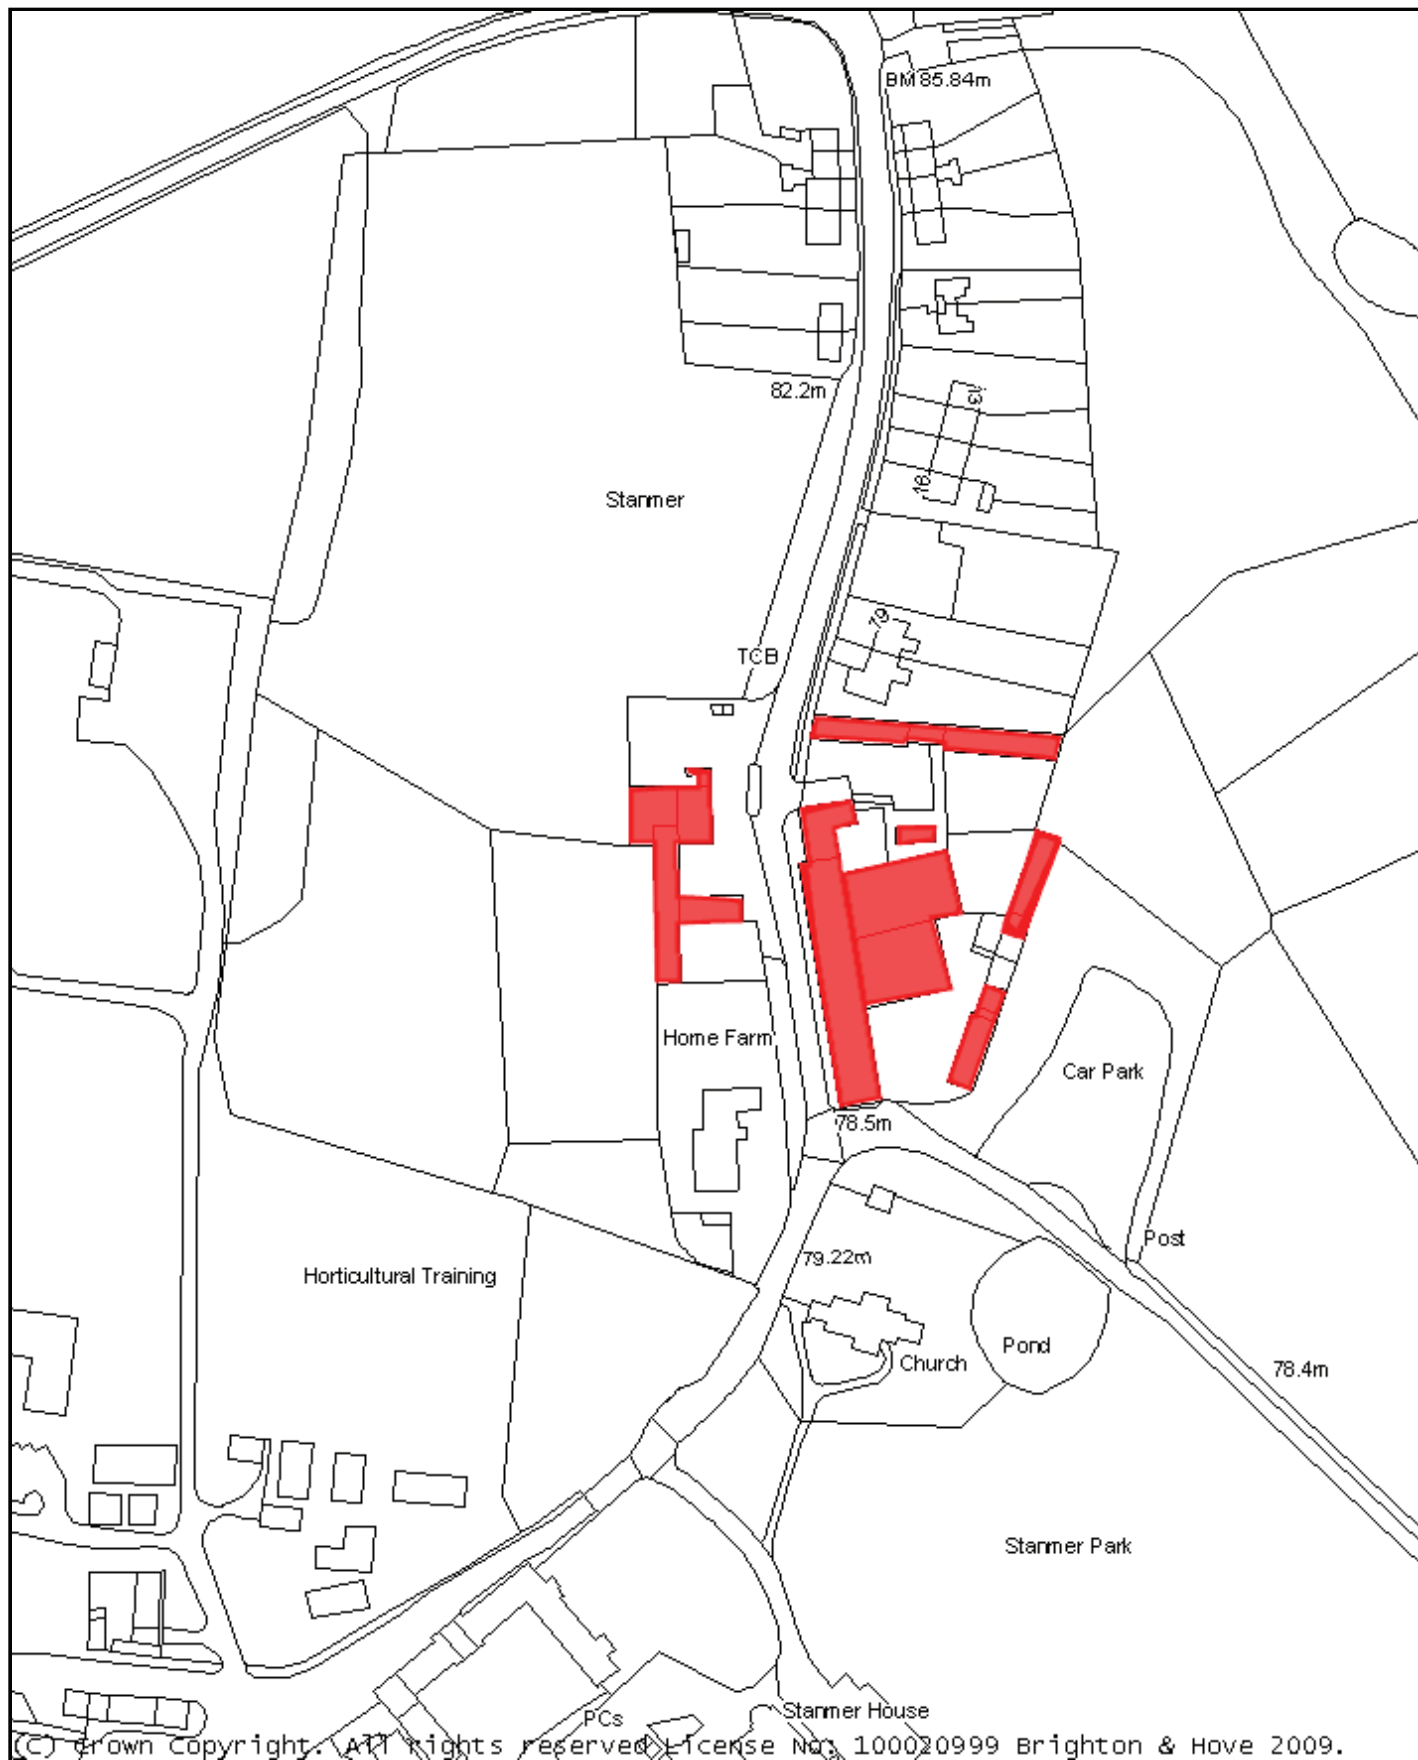 BM 85.84m
82.2m
13
Stanmer
16
79
TCB
Home Farm
Car Park
78.5m
Post
79.22m
Horticultural Training
Church
Pond
78.4m
Stanmer Park
Stanmer House
PCs
(C) Crown Copyright. All rights reserved License No: 100020999 Brighton & Hove 2009.